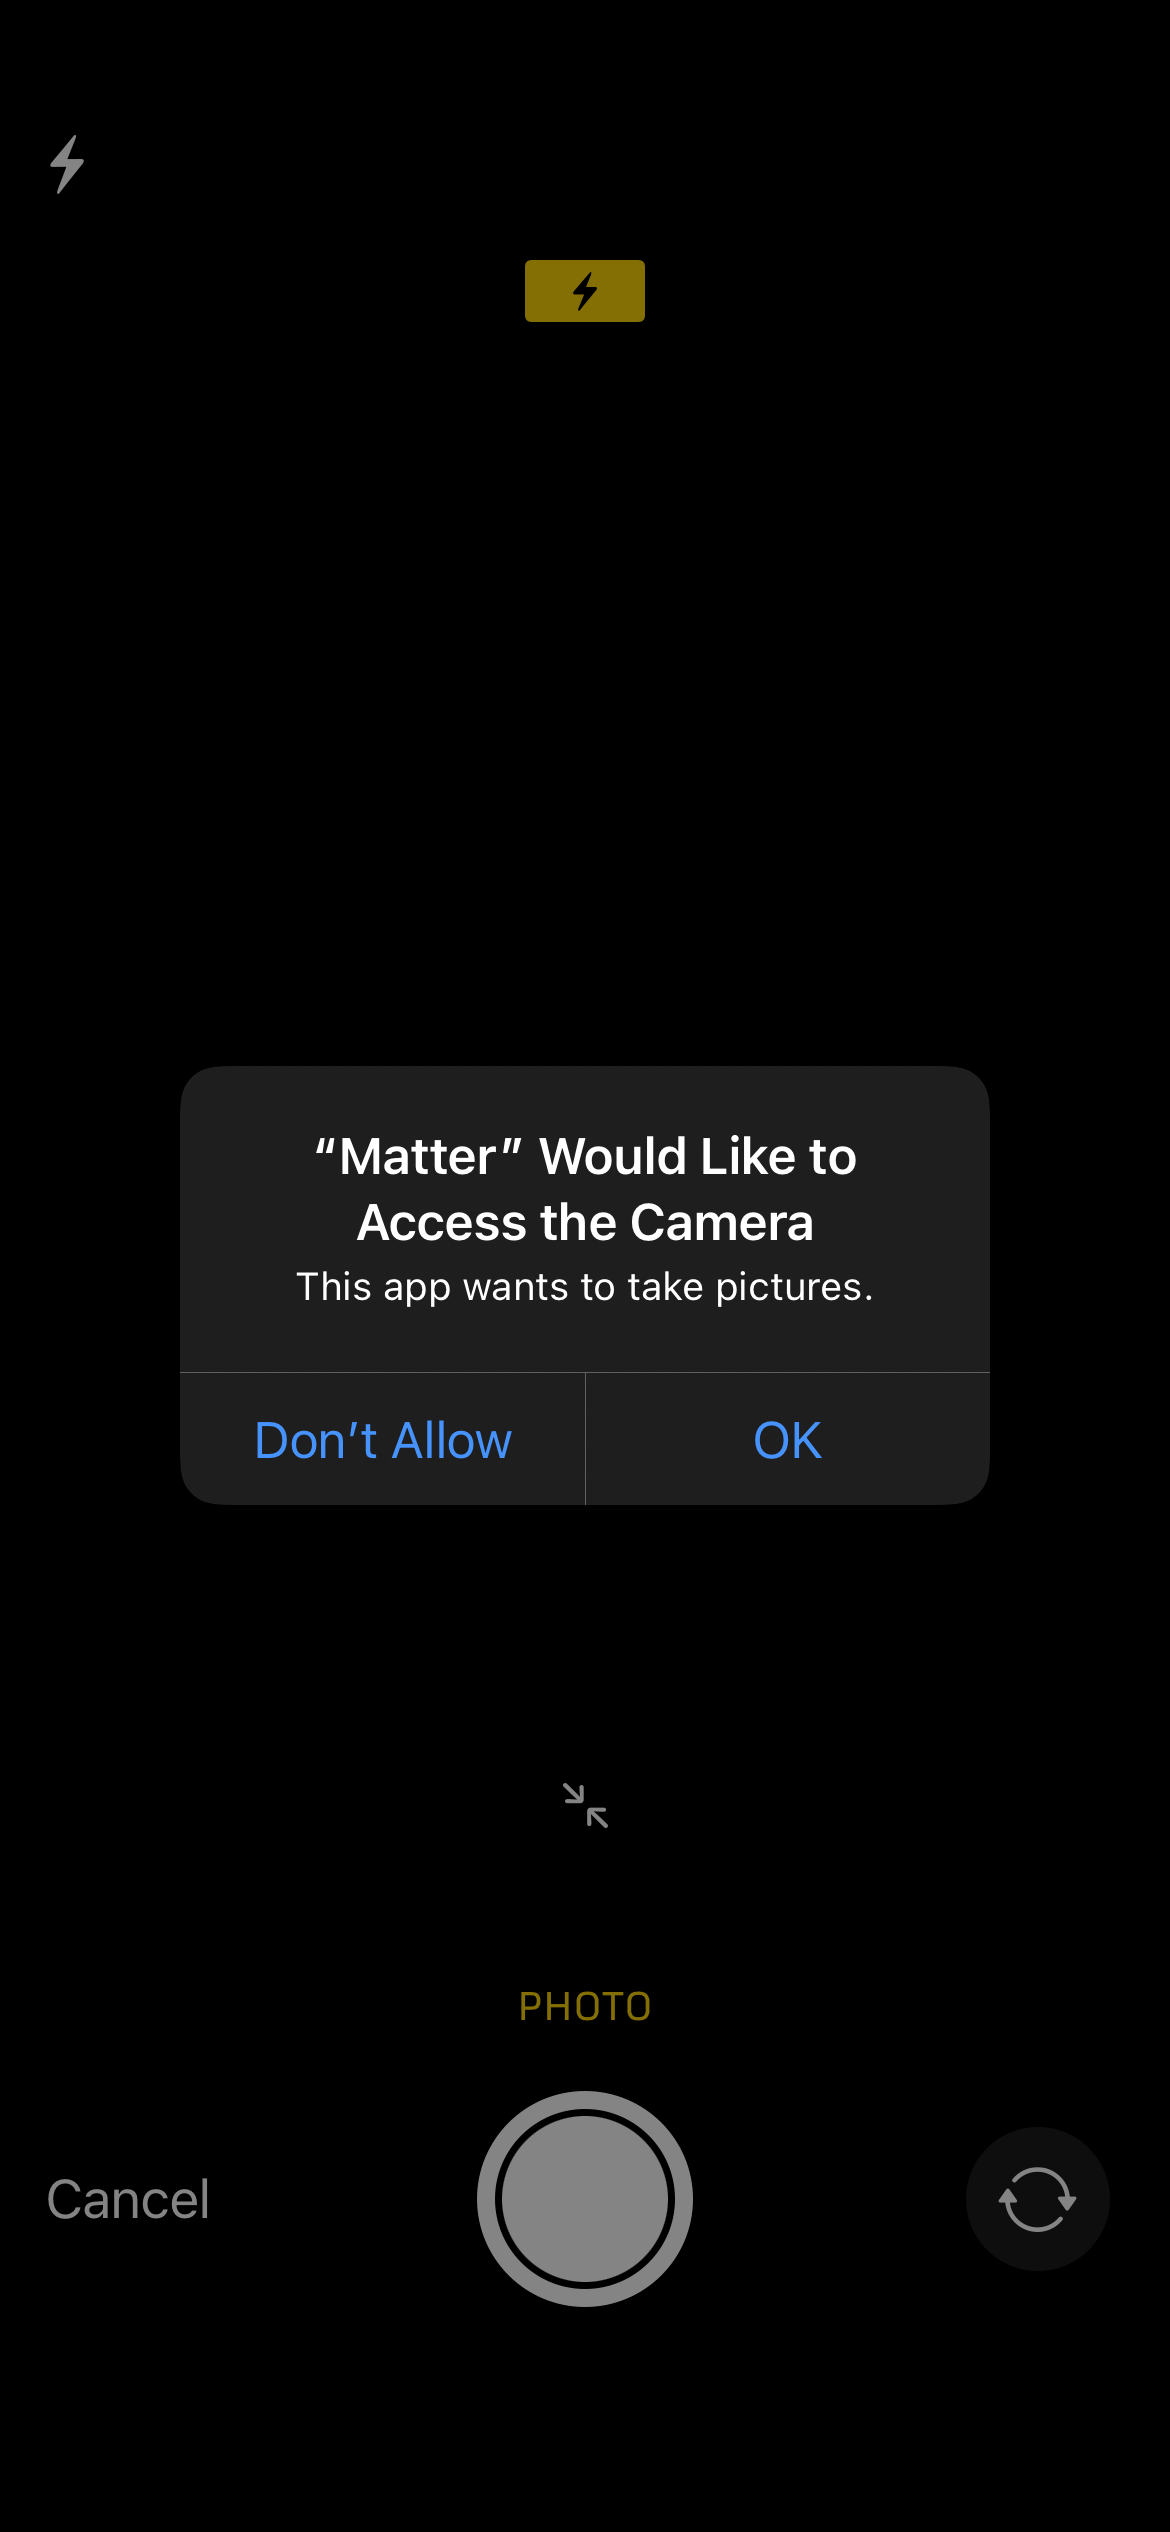 “Matter” Would Like to
Access the Camera
This app wants to take pictures.
Don’t Allow
OK
PHOTO
Cancel